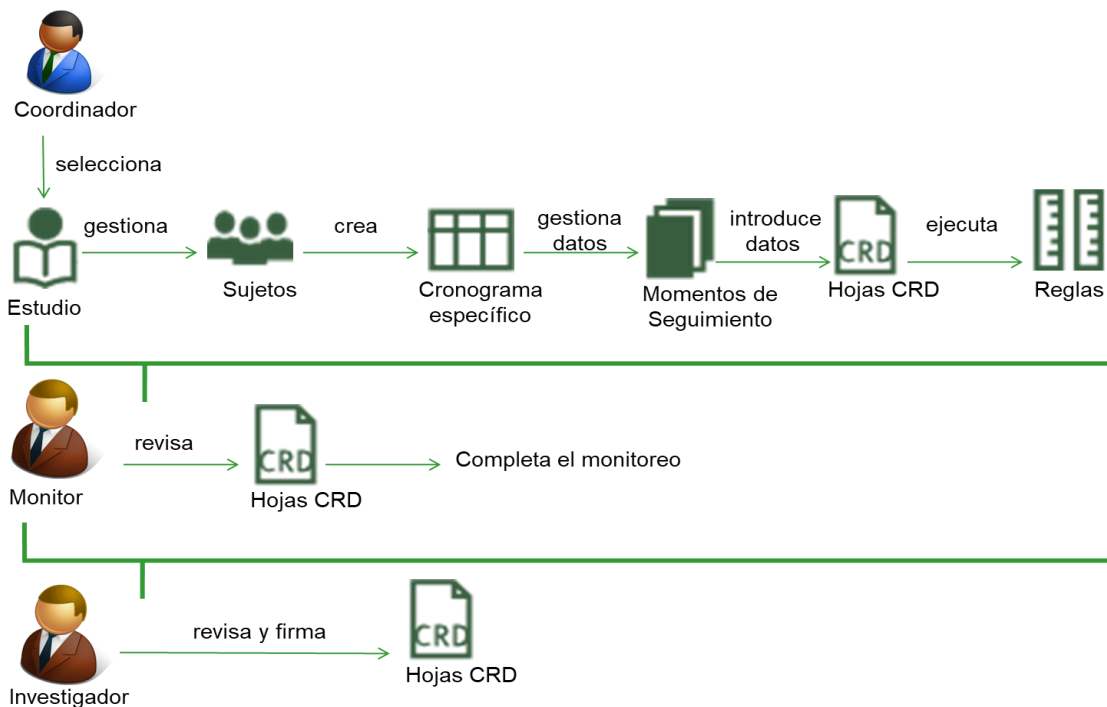 Coordinador
selecciona
gestiona
crea
gestiona
datos
introduce
datos
ejecuta
CRD
Estudio
Sujetos
Cronograma
específico
Momentos de
Seguimiento
Hojas CRD
Reglas
revisa
CRD
Completa el monitoreo
Monitor
Hojas CRD
revisa y firma
CRD
Hojas CRD
Investigador